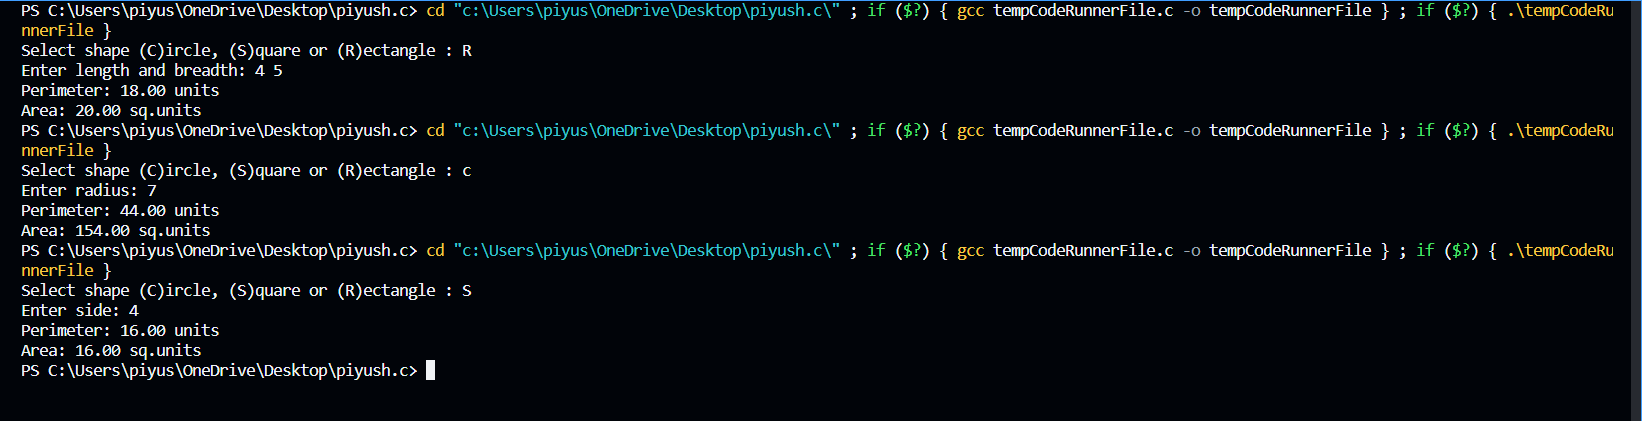 PS C:\Users\piyus\OneDrive\Desktop\piyush.c> cd "c:\Users\piyus\OneDrive\Desktop\piyush.c\" ; if ($?) { gcc tempCodeRunnerFile.c -o tempCodeRunnerFile } ; if ($?) { .\tempCodeRu
nnerFile }
Select shape (C)ircle, (S)quare or (R)ectangle : R
Enter length and breadth: 4 5
Perimeter: 18.00 units
Area: 20.00 sq.units
PS C:\Users\piyus\OneDrive\Desktop\piyush.c> cd "c:\Users\piyus\OneDrive\Desktop\piyush.c\" ; if ($?) { gcc tempCodeRunnerFile.c -o tempCodeRunnerFile } ; if ($?) { .\tempCodeRu
nnerFile }
Select shape (C)ircle, (S)quare or (R)ectangle : c
Enter radius: 7
Perimeter: 44.00 units
Area: 154.00 sq.units
PS C:\Users\piyus\OneDrive\Desktop\piyush.c> cd "c:\Users\piyus\OneDrive\Desktop\piyush.c\" ; if ($?) { gcc tempCodeRunnerFile.c -o tempCodeRunnerFile } ; if ($?) { .\tempCodeRu
nnerFile }
Select shape (C)ircle, (S)quare or (R)ectangle : S
Enter side: 4
Perimeter: 16.00 units
Area: 16.00 sq.units
PS C:\Users\piyus\OneDrive\Desktop\piyush.c>